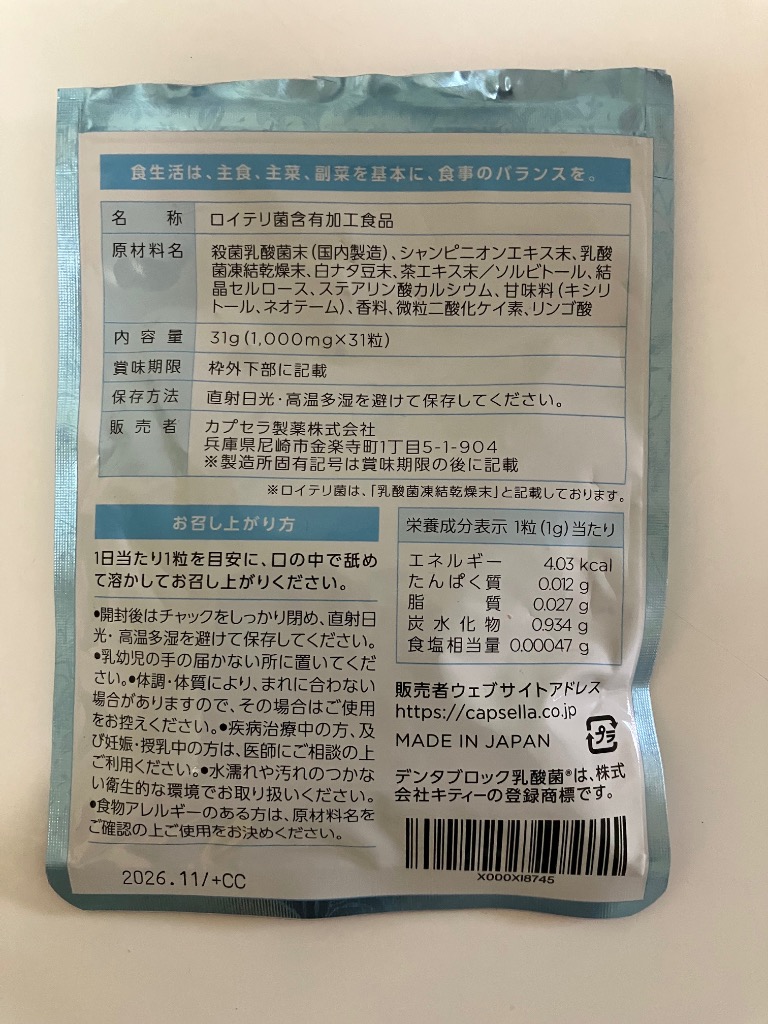 食生活は、主食、主菜、副菜を基本に、食事のバランスを。
名 称 ロイテリ菌含有加工食品
原材料名 殺菌乳酸菌末(国内製造)、シャンピニオンエキス末、乳酸
菌凍結乾燥末、白ナタ豆末、茶エキス末/ソルビトール、結
晶セルロース、ステアリン酸カルシウム、甘味料(キシリ
トール、ネオテーム)、香料、微粒二酸化ケイ素、リンゴ酸
内容量 31g(1,000mg×31粒)
賞味期限 枠外下部に記載
保存方法 直射日光・高温多湿を避けて保存してください。
販売者 カプセラ製薬株式会社
兵庫県尼崎市金楽寺町1丁目5-1-904
※製造所固有記号は賞味期限の後に記載
※ロイテリ菌は、「乳酸菌凍結乾燥末」と記載しております。
お召し上がり方
1日当たり1粒を目安に、口の中で舐め
て溶かしてお召し上がりください。
•開封後はチャックをしっかり閉め、直射日
光・高温多湿を避けて保存してください。
•乳幼児の手の届かない所に置いてくだ
さい。•体調・体質により、まれに合わない
場合がありますので、その場合はご使用
をお控えください。•疾病治療中の方、及
び妊娠・授乳中の方は、医師にご相談の上
ご利用ください。•水濡れや汚れのつかな
い衛生的な環境でお取り扱いください。
•食物アレルギーのある方は、原材料名を
ご確認の上ご使用をお決めください。
2026.11/+CC
栄養成分表示 1粒(1g)当たり
エネルギー 4.03 kcal
たんぱく質 0.012 g
脂質 0.027 g
炭水化物 0.934 g
食塩相当量 0.00047 g
販売者ウェブサイトアドレス
https://capsella.co.jp
MADE IN JAPAN
プラ
デンタブロック乳酸菌®は、株式
会社キティーの登録商標です。
X000XI8745